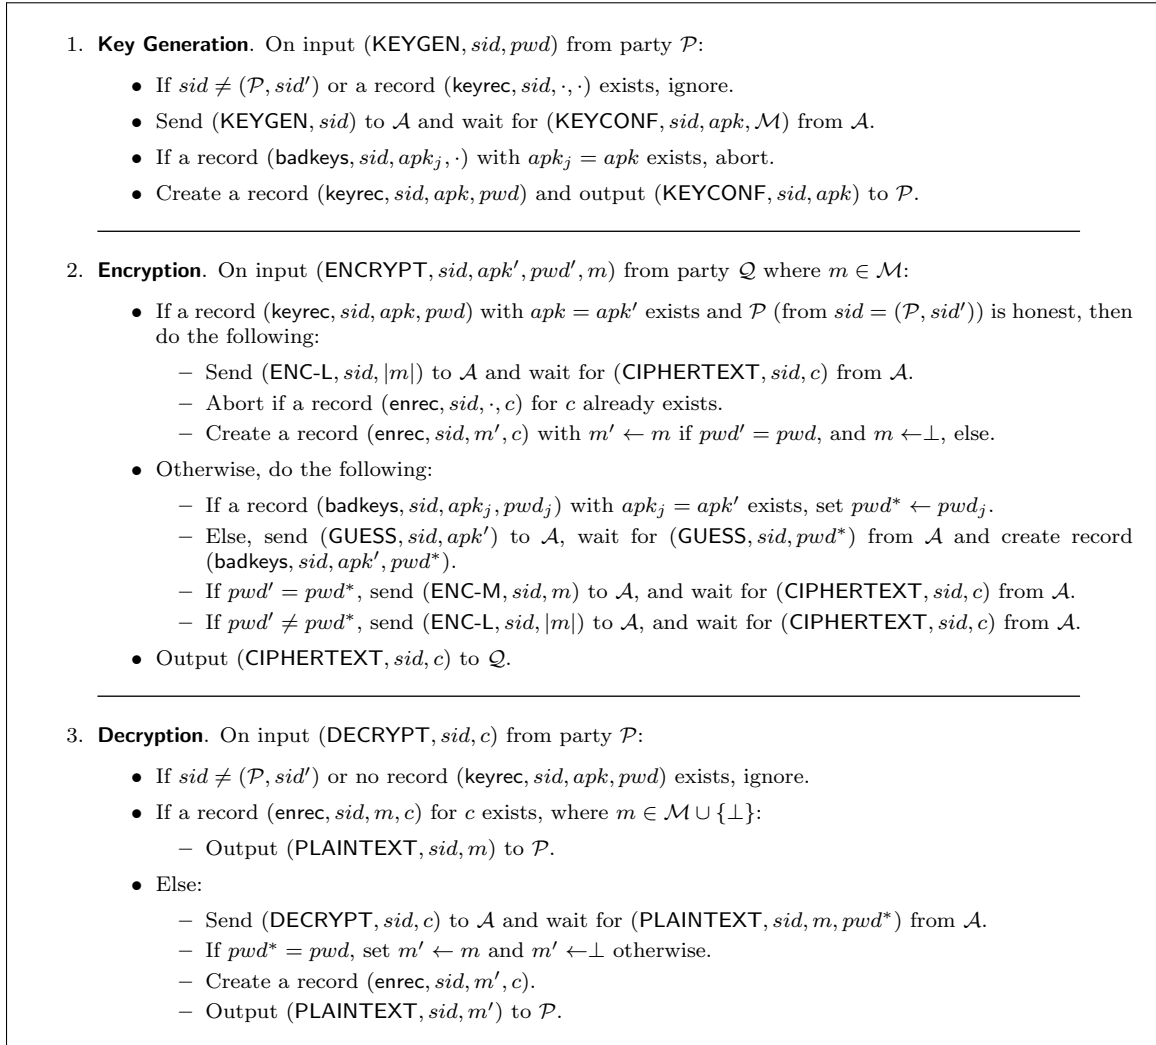 1. Key Generation. On input (KEYGEN, sid, pwd) from party 𝒫:
• If sid ≠ (𝒫, sid′) or a record (keyrec, sid, ·, ·) exists, ignore.
• Send (KEYGEN, sid) to 𝒜 and wait for (KEYCONF, sid, apk, ℳ) from 𝒜.
• If a record (badkeys, sid, apk_j, ·) with apk_j = apk exists, abort.
• Create a record (keyrec, sid, apk, pwd) and output (KEYCONF, sid, apk) to 𝒫.
2. Encryption. On input (ENCRYPT, sid, apk′, pwd′, m) from party 𝒬 where m ∈ ℳ:
• If a record (keyrec, sid, apk, pwd) with apk = apk′ exists and 𝒫 (from sid = (𝒫, sid′)) is honest, then
do the following:
– Send (ENC-L, sid, |m|) to 𝒜 and wait for (CIPHERTEXT, sid, c) from 𝒜.
– Abort if a record (enrec, sid, ·, c) for c already exists.
– Create a record (enrec, sid, m′, c) with m′ ← m if pwd′ = pwd, and m ←⊥, else.
• Otherwise, do the following:
– If a record (badkeys, sid, apk_j, pwd_j) with apk_j = apk′ exists, set pwd* ← pwd_j.
– Else, send (GUESS, sid, apk′) to 𝒜, wait for (GUESS, sid, pwd*) from 𝒜 and create record
(badkeys, sid, apk′, pwd*).
– If pwd′ = pwd*, send (ENC-M, sid, m) to 𝒜, and wait for (CIPHERTEXT, sid, c) from 𝒜.
– If pwd′ ≠ pwd*, send (ENC-L, sid, |m|) to 𝒜, and wait for (CIPHERTEXT, sid, c) from 𝒜.
• Output (CIPHERTEXT, sid, c) to 𝒬.
3. Decryption. On input (DECRYPT, sid, c) from party 𝒫:
• If sid ≠ (𝒫, sid′) or no record (keyrec, sid, apk, pwd) exists, ignore.
• If a record (enrec, sid, m, c) for c exists, where m ∈ ℳ ∪ {⊥}:
– Output (PLAINTEXT, sid, m) to 𝒫.
• Else:
– Send (DECRYPT, sid, c) to 𝒜 and wait for (PLAINTEXT, sid, m, pwd*) from 𝒜.
– If pwd* = pwd, set m′ ← m and m′ ←⊥ otherwise.
– Create a record (enrec, sid, m′, c).
– Output (PLAINTEXT, sid, m′) to 𝒫.